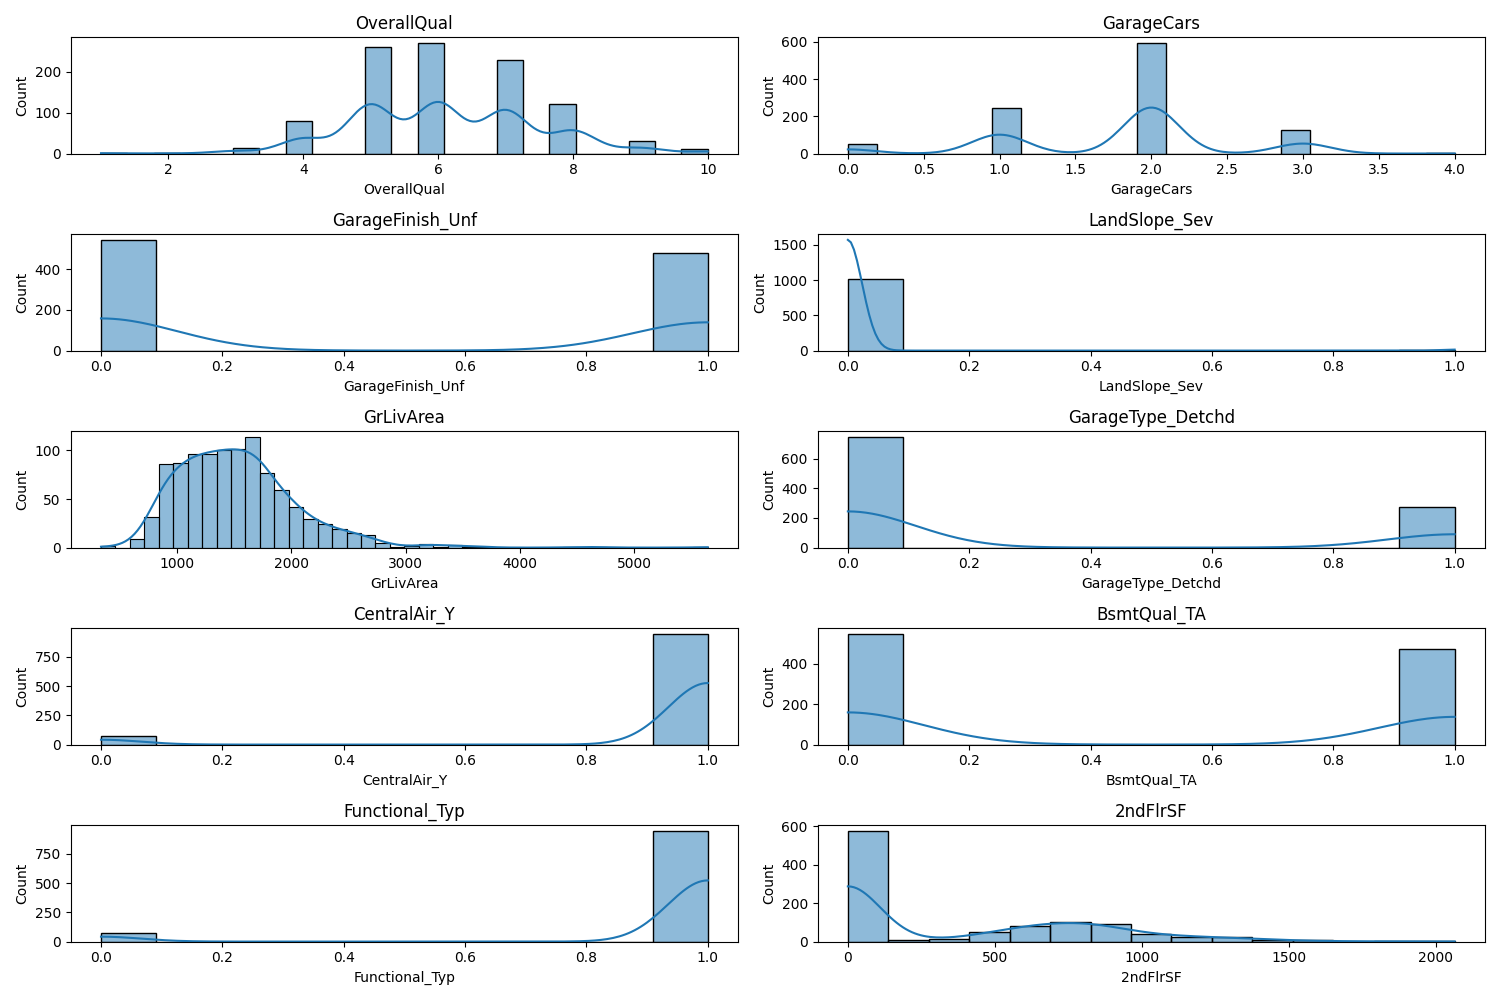 OverallQual
Count
200
100
0
2 4 6 8 10
OverallQual
GarageCars
Count
600
400
200
0
0.0 0.5 1.0 1.5 2.0 2.5 3.0 3.5 4.0
GarageCars
GarageFinish_Unf
Count
400
200
0
0.0 0.2 0.4 0.6 0.8 1.0
GarageFinish_Unf
LandSlope_Sev
Count
1500
1000
500
0
0.0 0.2 0.4 0.6 0.8 1.0
LandSlope_Sev
GrLivArea
Count
100
50
0
1000 2000 3000 4000 5000
GrLivArea
GarageType_Detchd
Count
600
400
200
0
0.0 0.2 0.4 0.6 0.8 1.0
GarageType_Detchd
CentralAir_Y
Count
750
500
250
0
0.0 0.2 0.4 0.6 0.8 1.0
CentralAir_Y
BsmtQual_TA
Count
400
200
0
0.0 0.2 0.4 0.6 0.8 1.0
BsmtQual_TA
Functional_Typ
Count
750
500
250
0
0.0 0.2 0.4 0.6 0.8 1.0
Functional_Typ
2ndFlrSF
Count
600
400
200
0
0 500 1000 1500 2000
2ndFlrSF